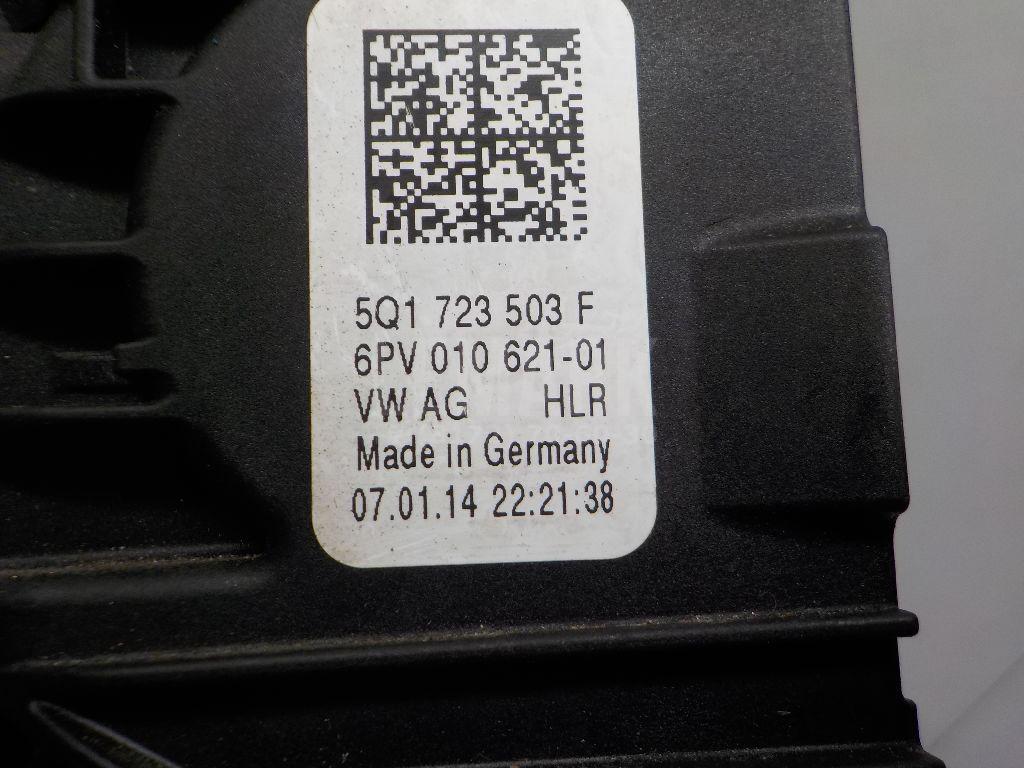 5Q1 723 503 F
6PV 010 621-01
VW AG HLR
Made in Germany
07.01.14 22:21:38